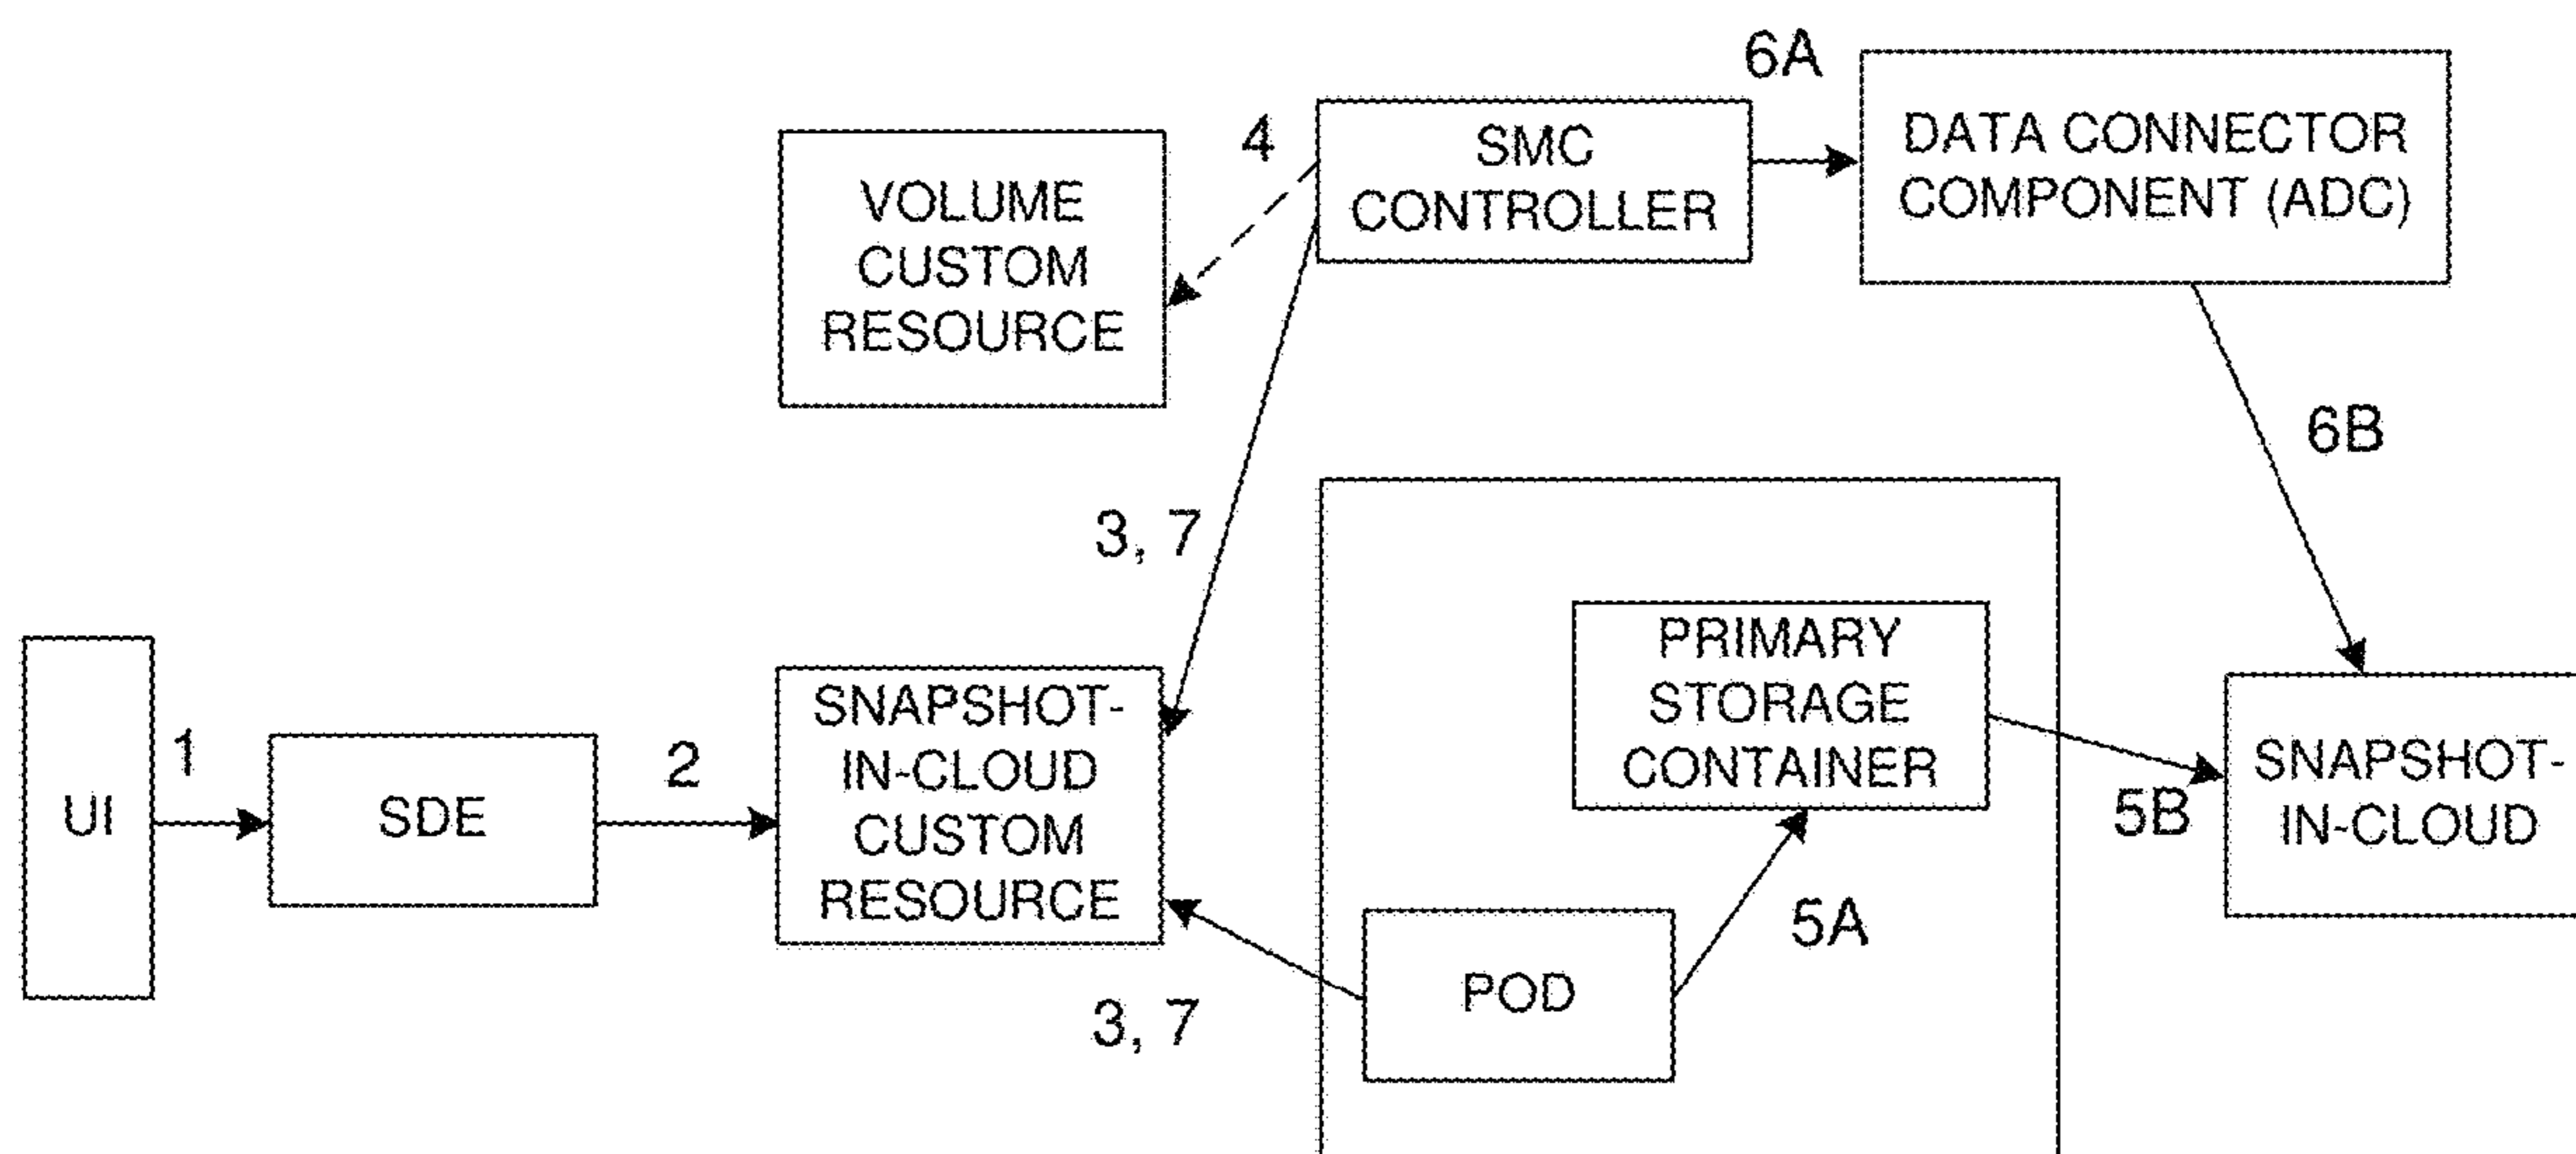 6A
DATA CONNECTOR
COMPONENT (ADC)
SMC
CONTROLLER
4
VOLUME
CUSTOM
RESOURCE
6B
3, 7
PRIMARY
STORAGE
CONTAINER
SNAPSHOT-
IN-CLOUD
CUSTOM
RESOURCE
UI
1
SDE
2
5B
SNAPSHOT-
IN-CLOUD
5A
POD
3, 7